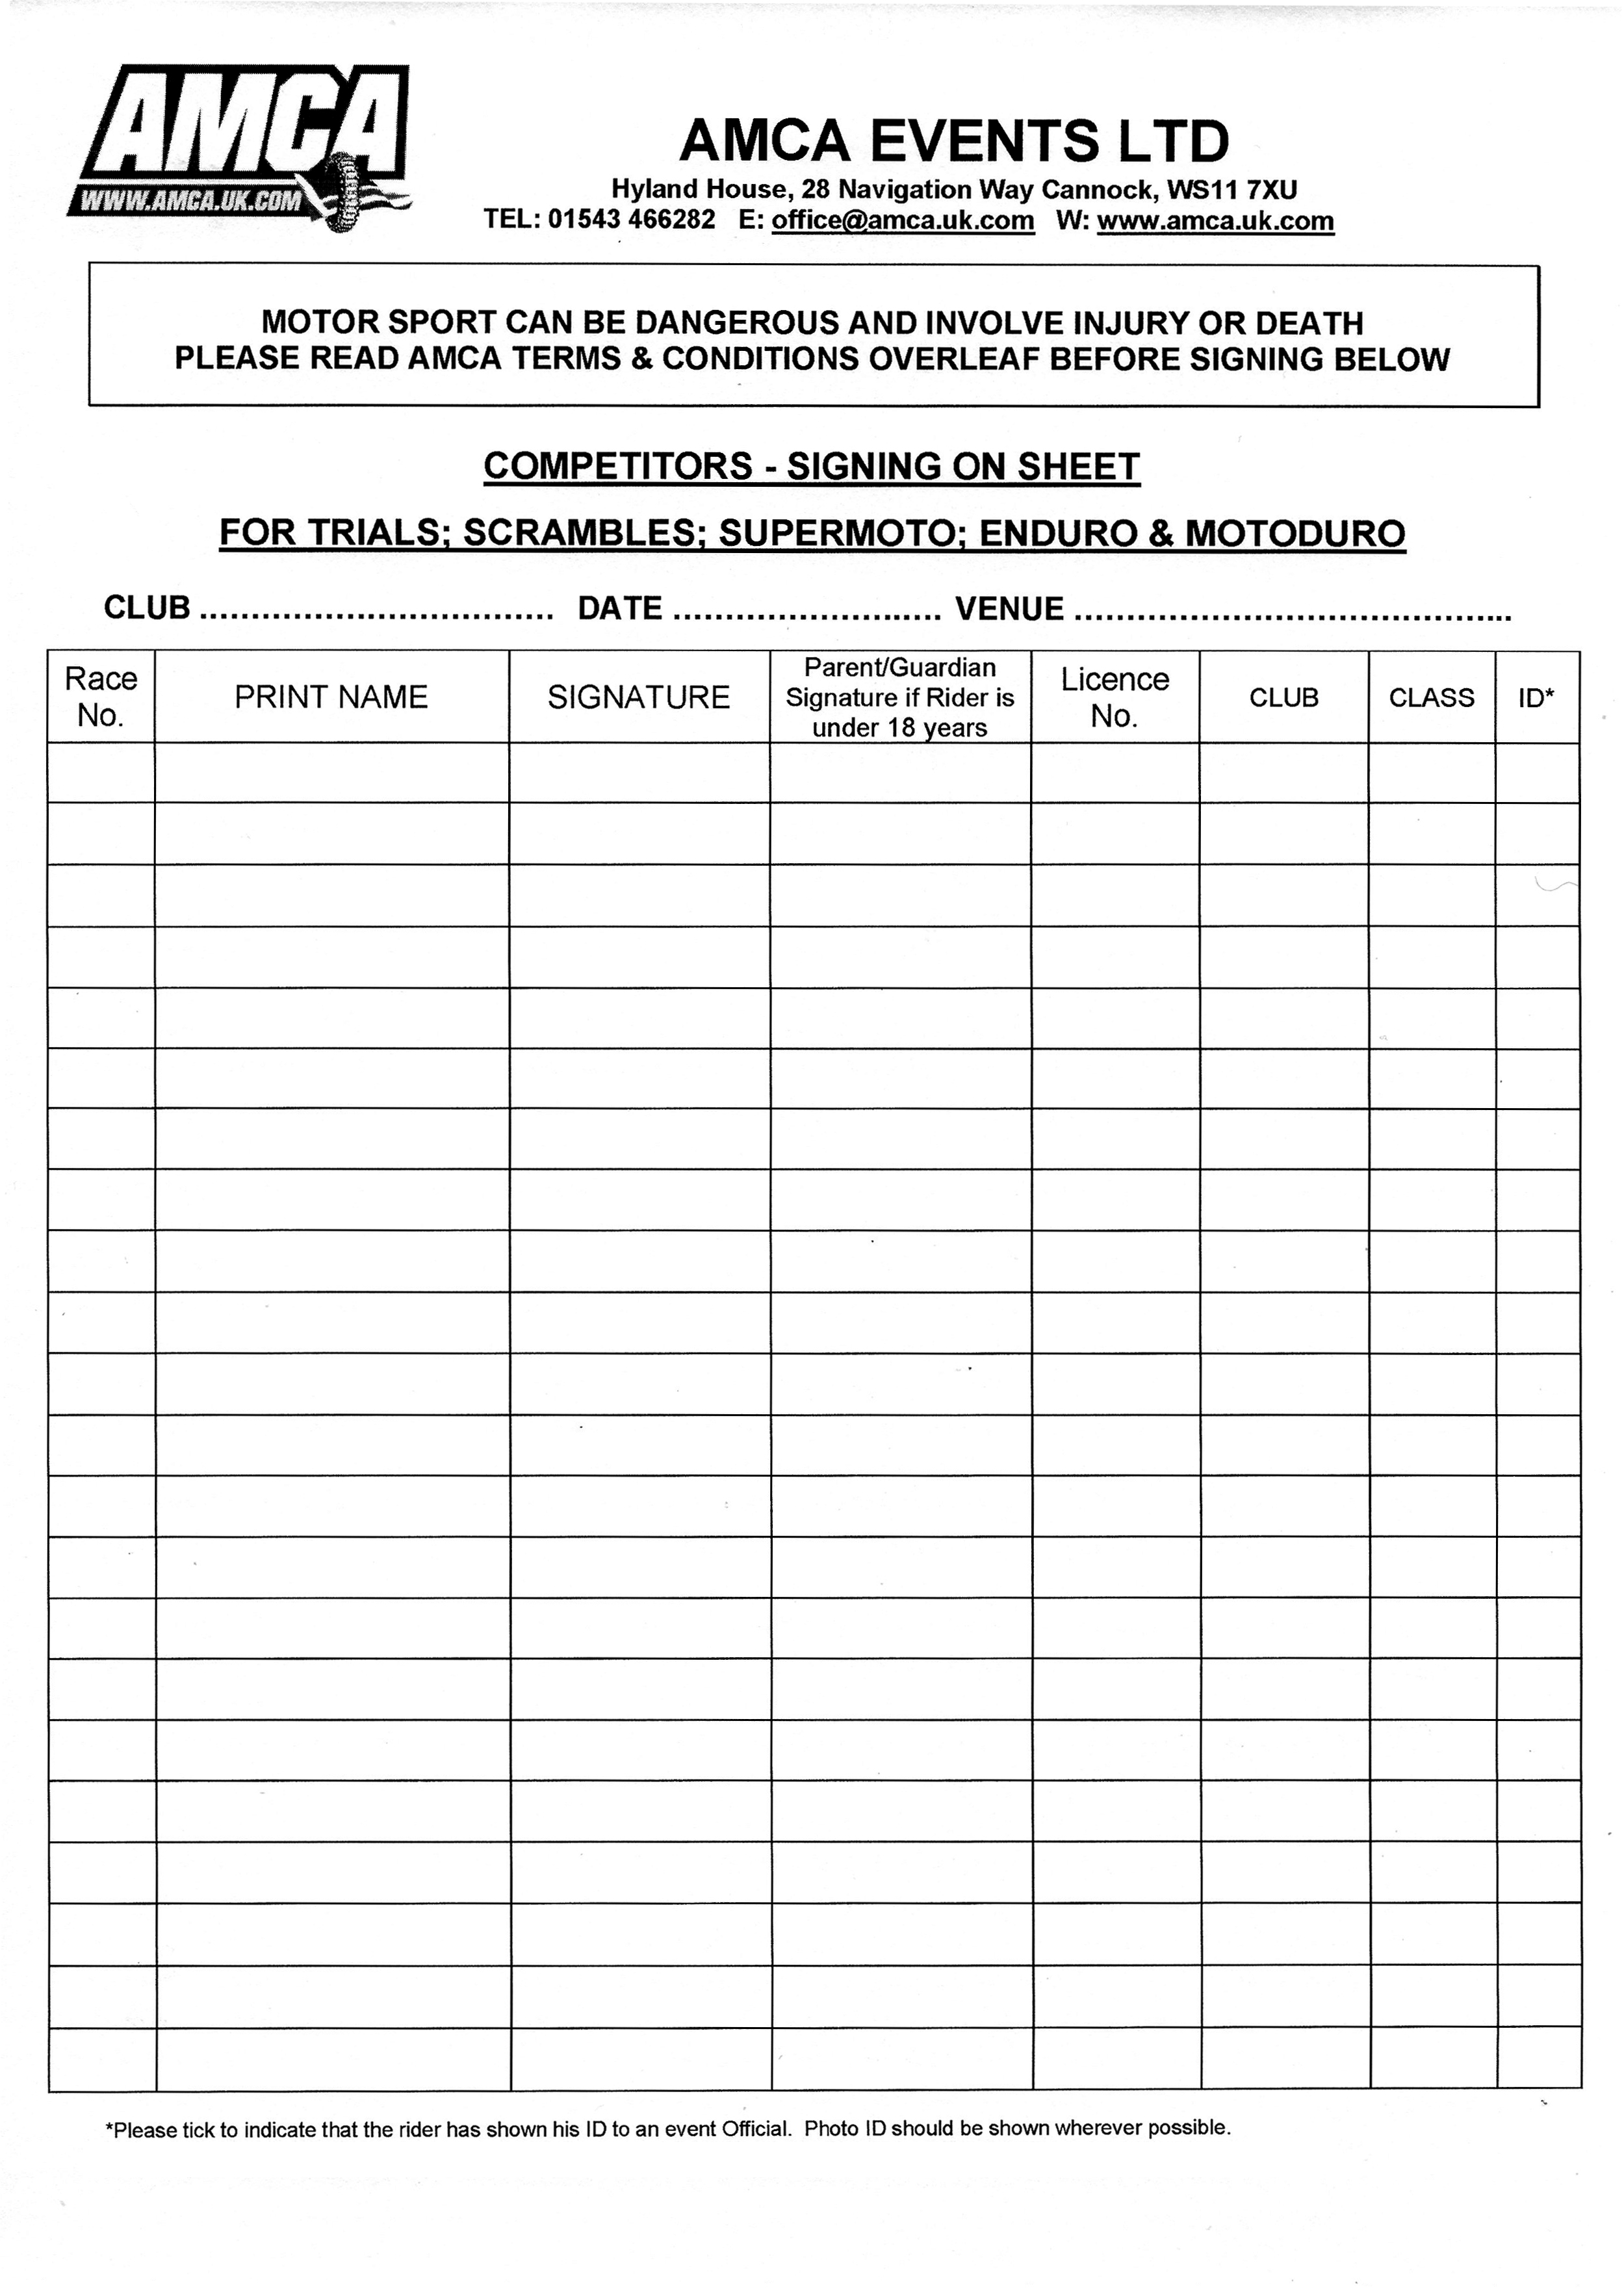 AMCA
WWW.AMCA.UK.COM
AMCA EVENTS LTD
Hyland House, 28 Navigation Way Cannock, WS11 7XU
TEL: 01543 466282 E: office@amca.uk.com W: www.amca.uk.com
MOTOR SPORT CAN BE DANGEROUS AND INVOLVE INJURY OR DEATH
PLEASE READ AMCA TERMS & CONDITIONS OVERLEAF BEFORE SIGNING BELOW
COMPETITORS - SIGNING ON SHEET
FOR TRIALS; SCRAMBLES; SUPERMOTO; ENDURO & MOTODURO
CLUB .................................. DATE .......................... VENUE ..........................................
Race No.
PRINT NAME
SIGNATURE
Parent/Guardian
Signature if Rider is
under 18 years
Licence No.
CLUB
CLASS
ID*
*Please tick to indicate that the rider has shown his ID to an event Official. Photo ID should be shown wherever possible.